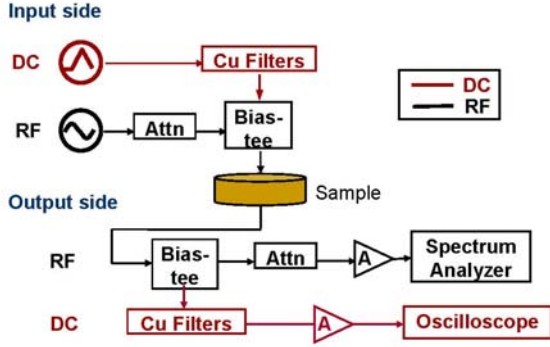 Input side
DC
Cu Filters
RF
Attn
Bias-
tee
DC
RF
Sample
Output side
RF
Bias-
tee
Attn
A
Spectrum
Analyzer
DC
Cu Filters
A
Oscilloscope